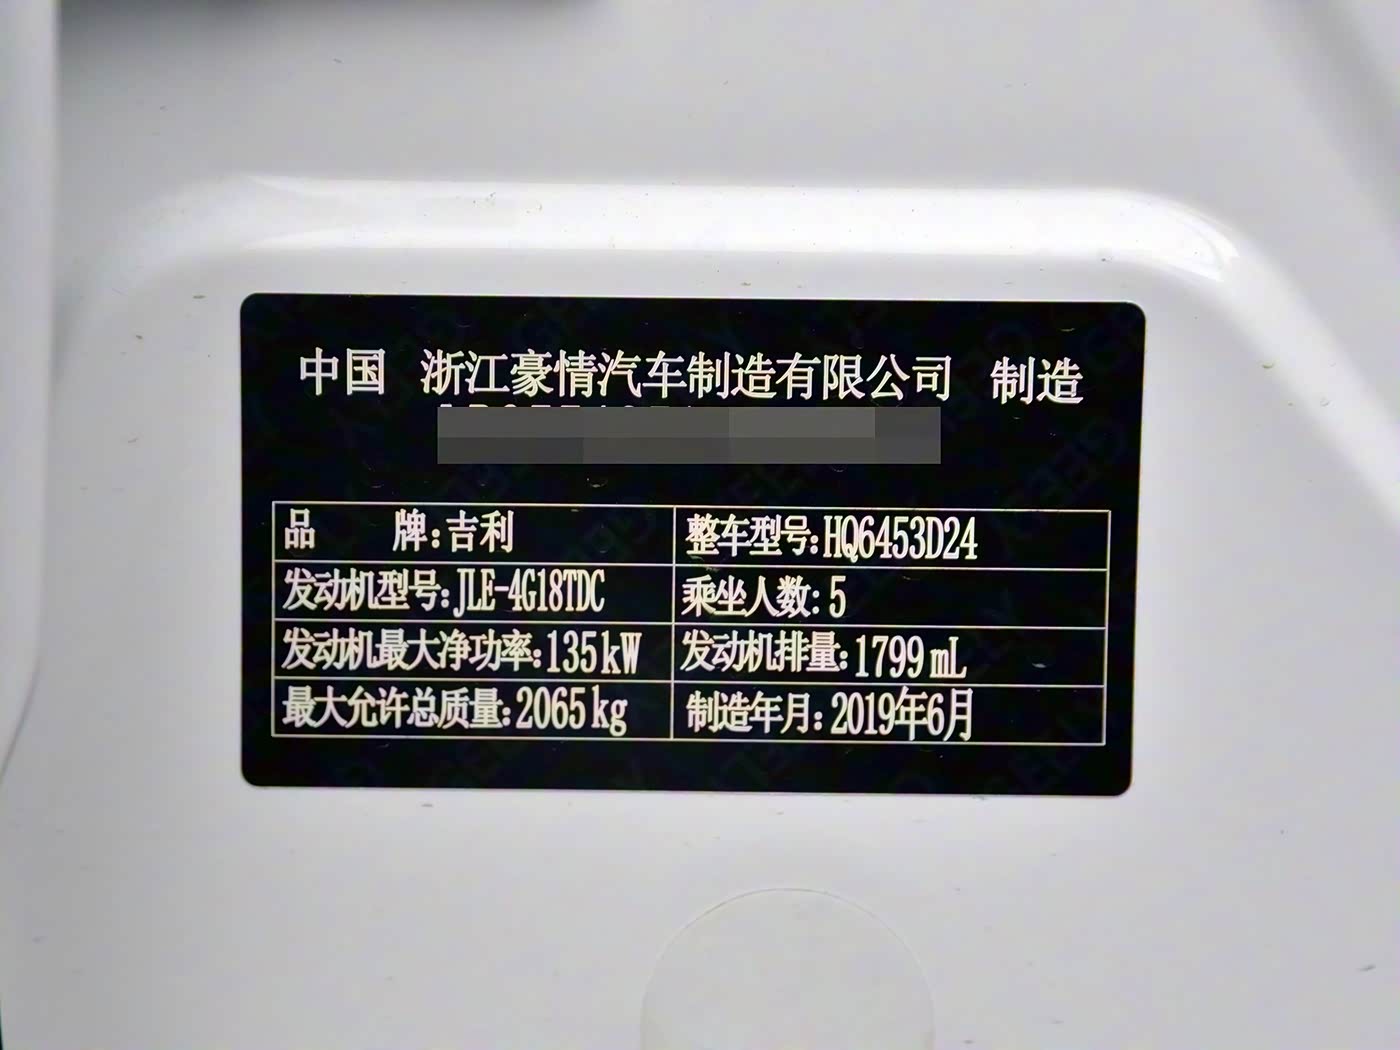 中国 浙江豪情汽车制造有限公司 制造
品 牌:吉利 整车型号:HQ6453D24
发动机型号:JLE-4G18TDC 乘坐人数:5
发动机最大净功率:135kW 发动机排量:1799mL
最大允许总质量:2065kg 制造年月:2019年6月